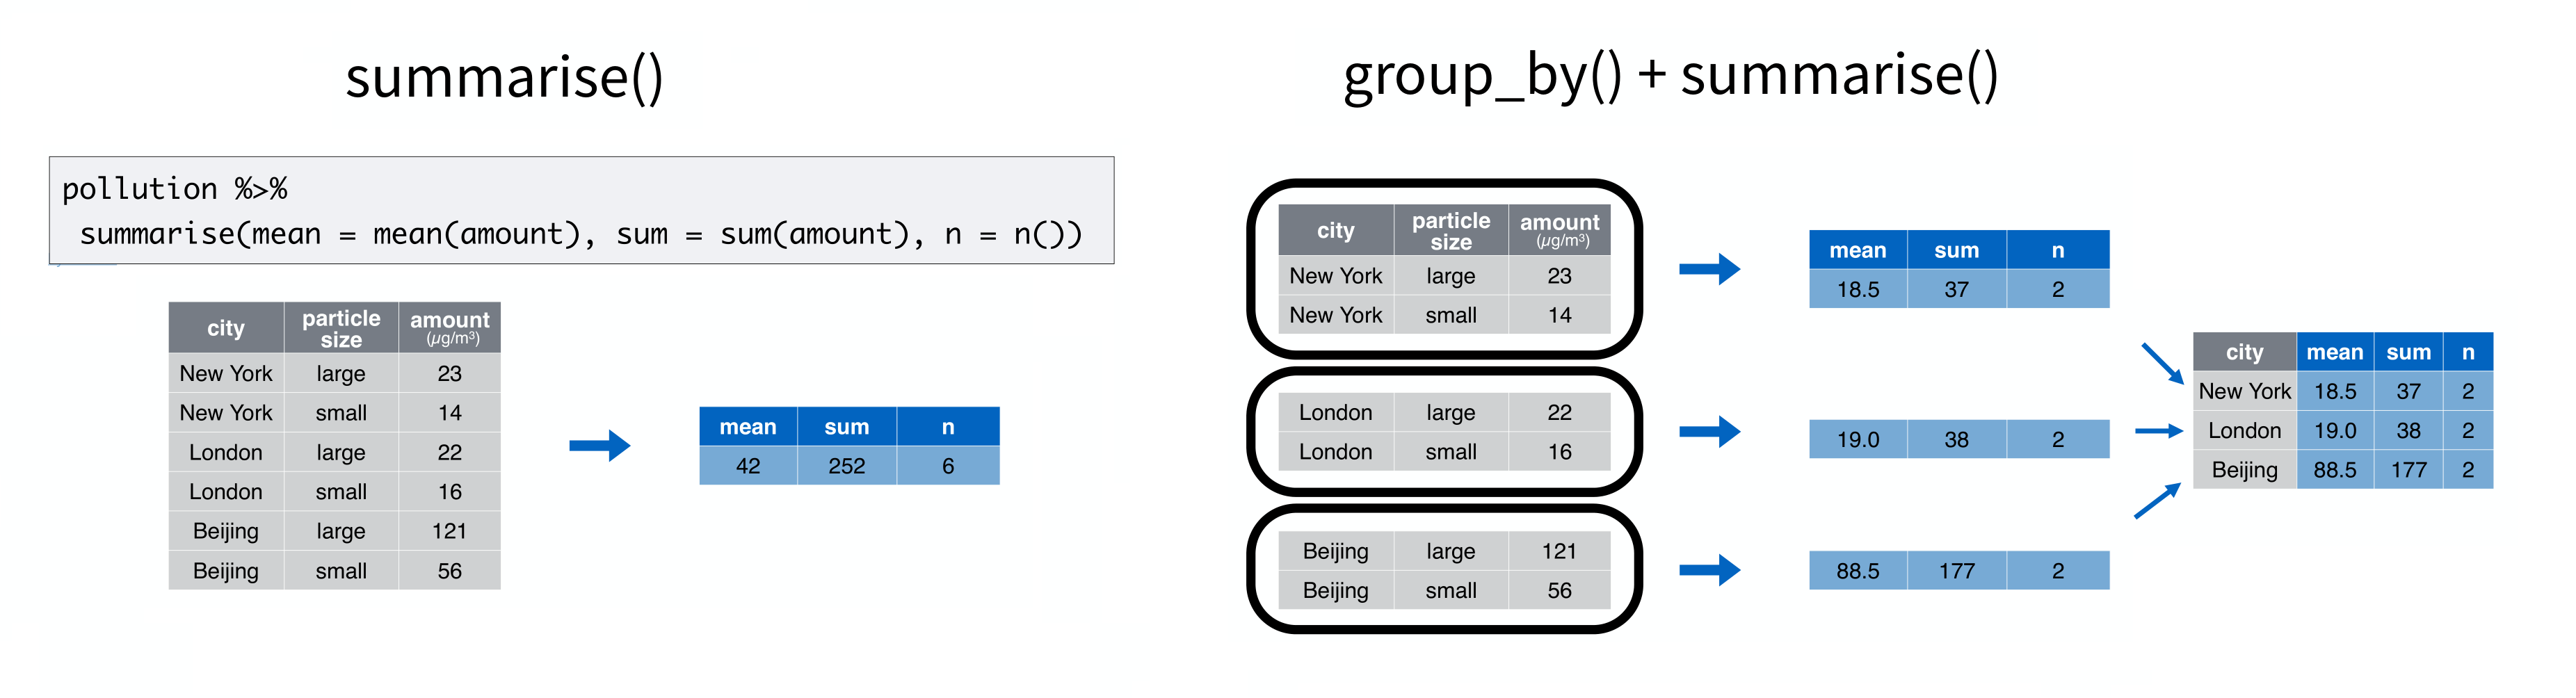 summarise()
pollution %>%
summarise(mean = mean(amount), sum = sum(amount), n = n())
city particle size amount (µg/m³)
New York large 23
New York small 14
London large 22
London small 16
Beijing large 121
Beijing small 56
mean sum n
42 252 6
group_by() + summarise()
city particle size amount (µg/m³)
New York large 23
New York small 14
London large 22
London small 16
Beijing large 121
Beijing small 56
mean sum n
18.5 37 2
19.0 38 2
88.5 177 2
city mean sum n
New York 18.5 37 2
London 19.0 38 2
Beijing 88.5 177 2